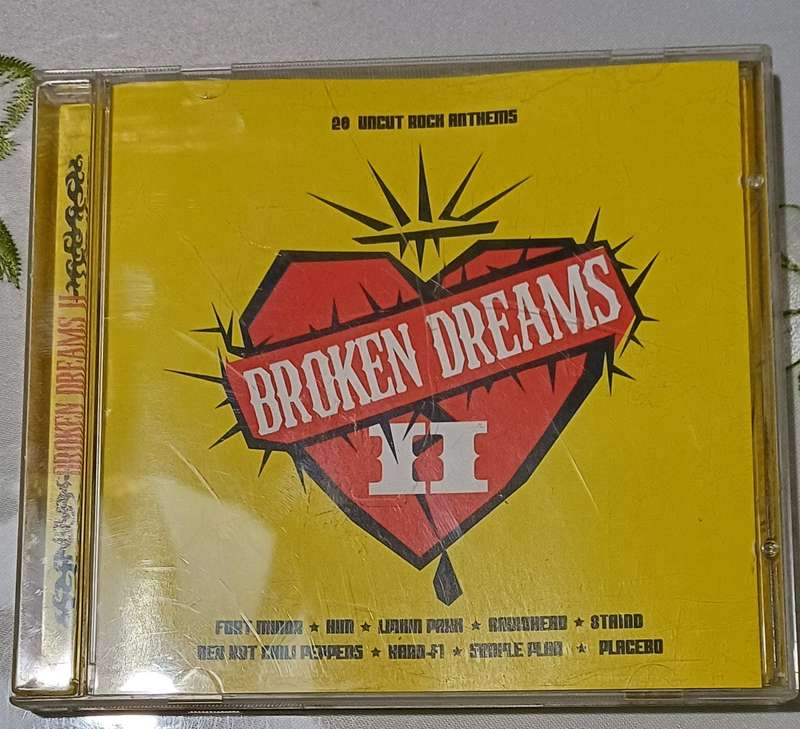 20 UNCUT ROCK ANTHEMS
BROKEN DREAMS
II
FORT MINOR ★ HIM ★ LINKIN PARK ★ RADIOHEAD ★ STAIND
RED HOT CHILI PEPPERS ★ HARD-FI ★ SIMPLE PLAN ★ PLACEBO
BROKEN DREAMS II